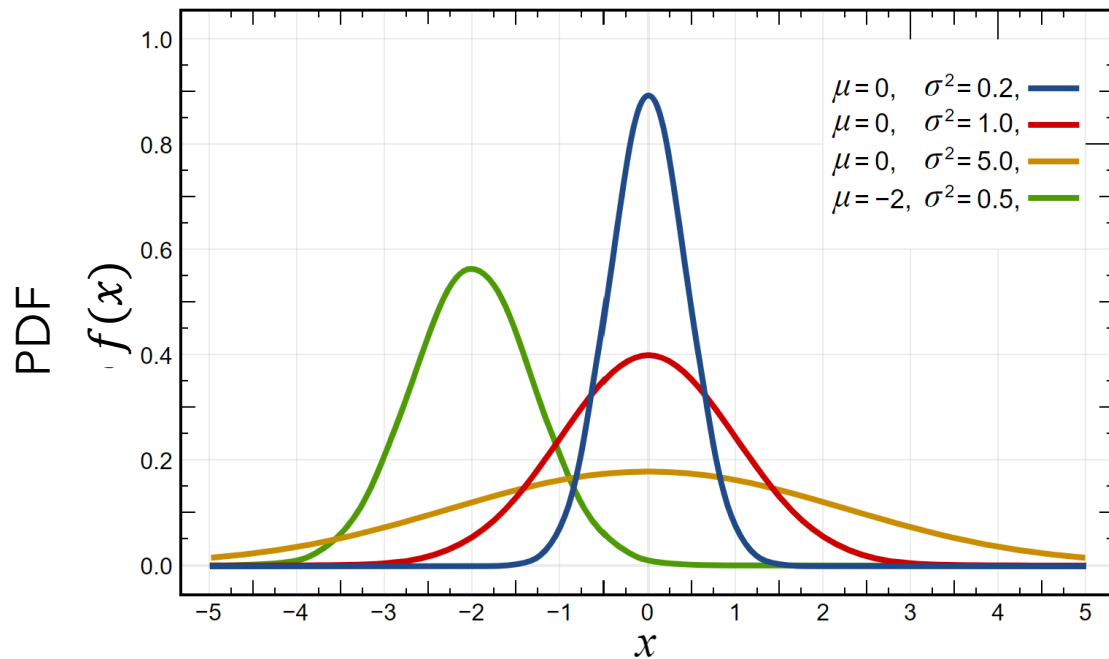 PDF
f(x)
1.0
0.8
0.6
0.4
0.2
0.0
μ = 0, σ² = 0.2,
μ = 0, σ² = 1.0,
μ = 0, σ² = 5.0,
μ = −2, σ² = 0.5,
−5 −4 −3 −2 −1 0 1 2 3 4 5
x